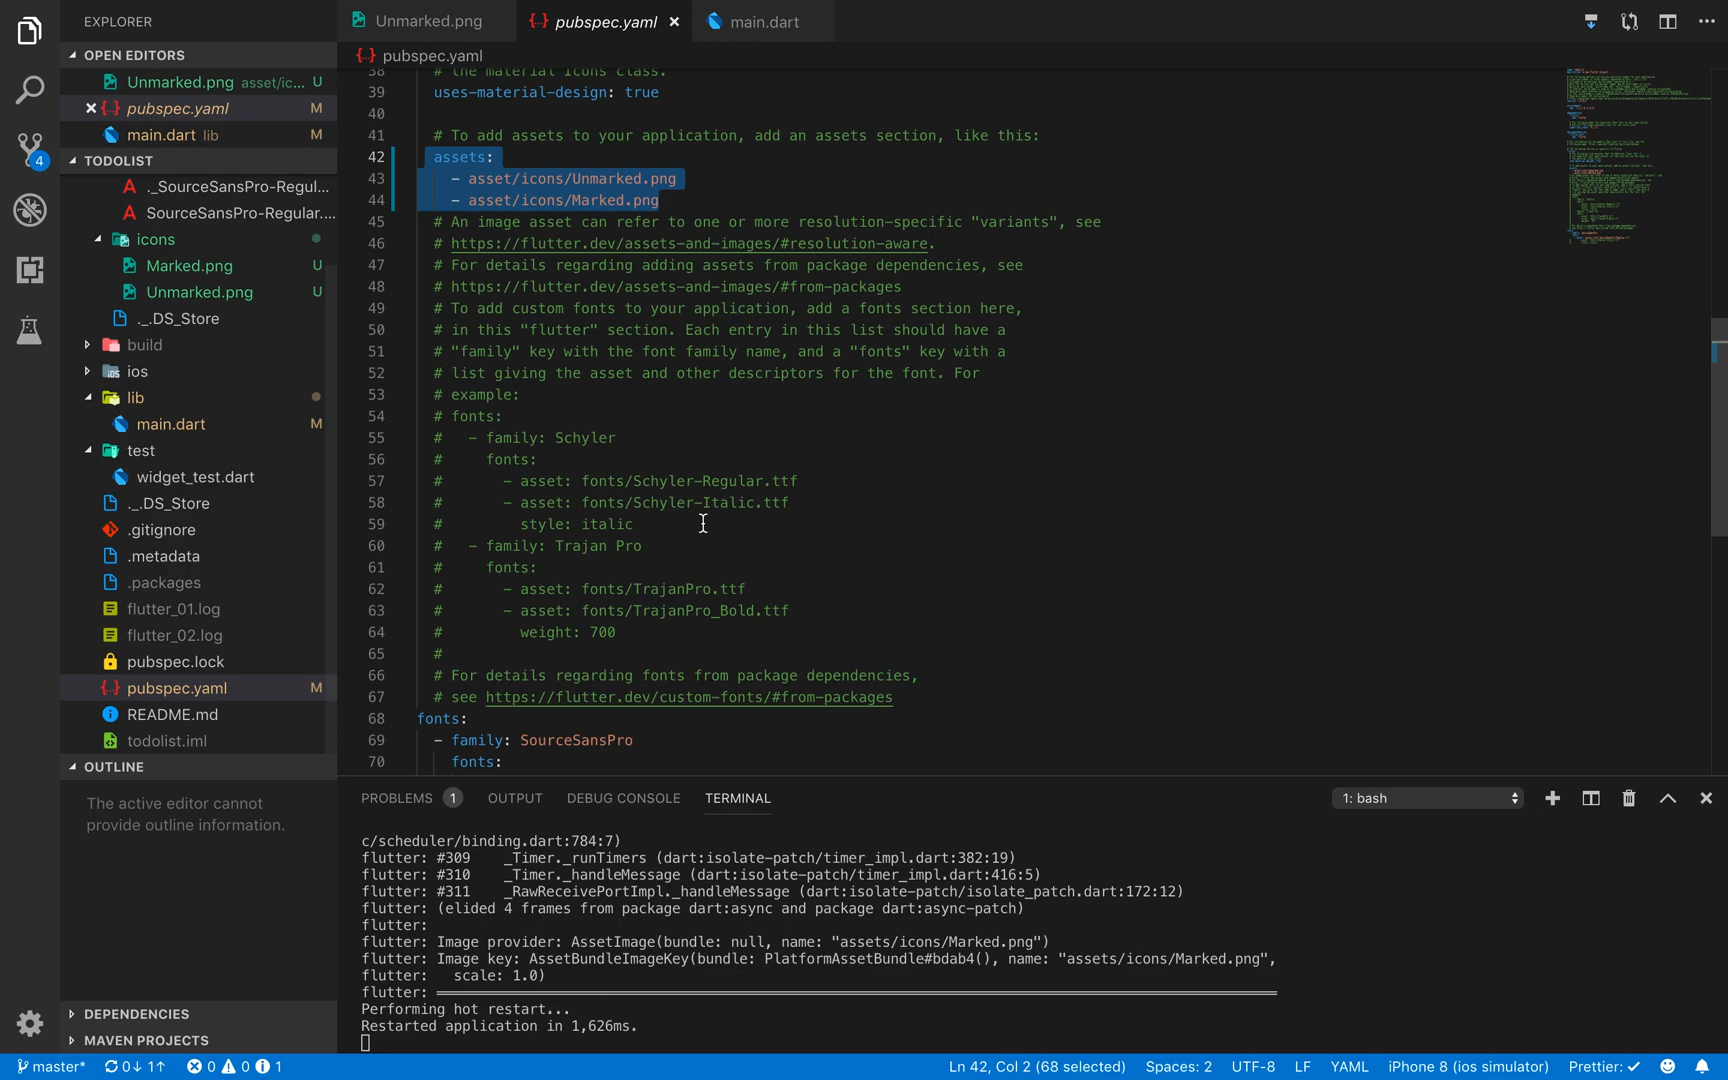 EXPLORER
Unmarked.png
pubspec.yaml
main.dart
OPEN EDITORS
Unmarked.png asset/ic... U
pubspec.yaml M
main.dart lib M
TODOLIST
._SourceSansPro-Regul...
SourceSansPro-Regular....
icons
Marked.png U
Unmarked.png U
._.DS_Store
build
ios
lib
main.dart M
test
widget_test.dart
._.DS_Store
.gitignore
.metadata
.packages
flutter_01.log
flutter_02.log
pubspec.lock
pubspec.yaml M
README.md
todolist.iml
OUTLINE
The active editor cannot
provide outline information.
DEPENDENCIES
MAVEN PROJECTS
4
pubspec.yaml
38 # the material Icons class.
39 uses-material-design: true
40
41 # To add assets to your application, add an assets section, like this:
42 assets:
43 - asset/icons/Unmarked.png
44 - asset/icons/Marked.png
45 # An image asset can refer to one or more resolution-specific "variants", see
46 # https://flutter.dev/assets-and-images/#resolution-aware.
47 # For details regarding adding assets from package dependencies, see
48 # https://flutter.dev/assets-and-images/#from-packages
49 # To add custom fonts to your application, add a fonts section here,
50 # in this "flutter" section. Each entry in this list should have a
51 # "family" key with the font family name, and a "fonts" key with a
52 # list giving the asset and other descriptors for the font. For
53 # example:
54 # fonts:
55 # - family: Schyler
56 # fonts:
57 # - asset: fonts/Schyler-Regular.ttf
58 # - asset: fonts/Schyler-Italic.ttf
59 # style: italic
60 # - family: Trajan Pro
61 # fonts:
62 # - asset: fonts/TrajanPro.ttf
63 # - asset: fonts/TrajanPro_Bold.ttf
64 # weight: 700
65 #
66 # For details regarding fonts from package dependencies,
67 # see https://flutter.dev/custom-fonts/#from-packages
68 fonts:
69 - family: SourceSansPro
70 fonts:
PROBLEMS 1 OUTPUT DEBUG CONSOLE TERMINAL 1: bash
c/scheduler/binding.dart:784:7)
flutter: #309 _Timer._runTimers (dart:isolate-patch/timer_impl.dart:382:19)
flutter: #310 _Timer._handleMessage (dart:isolate-patch/timer_impl.dart:416:5)
flutter: #311 _RawReceivePortImpl._handleMessage (dart:isolate-patch/isolate_patch.dart:172:12)
flutter: (elided 4 frames from package dart:async and package dart:async-patch)
flutter:
flutter: Image provider: AssetImage(bundle: null, name: "assets/icons/Marked.png")
flutter: Image key: AssetBundleImageKey(bundle: PlatformAssetBundle#bdab4(), name: "assets/icons/Marked.png",
flutter: scale: 1.0)
flutter: ════════════════════════════════
Performing hot restart...
Restarted application in 1,626ms.
master* 0↓ 1↑ 0 0 1 Ln 42, Col 2 (68 selected) Spaces: 2 UTF-8 LF YAML iPhone 8 (ios simulator) Prettier: ✓